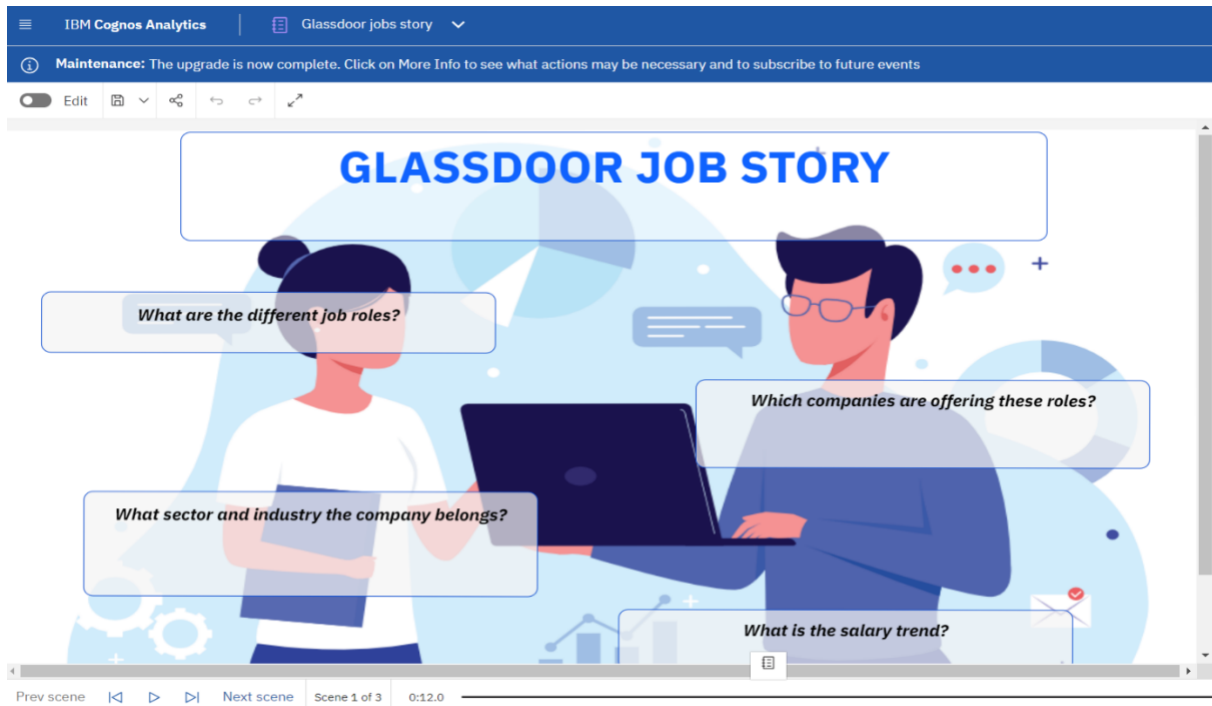 IBM Cognos Analytics
Glassdoor jobs story
Maintenance: The upgrade is now complete. Click on More Info to see what actions may be necessary and to subscribe to future events
Edit
GLASSDOOR JOB STORY
What are the different job roles?
Which companies are offering these roles?
What sector and industry the company belongs?
What is the salary trend?
Prev scene
Next scene
Scene 1 of 3
0:12.0